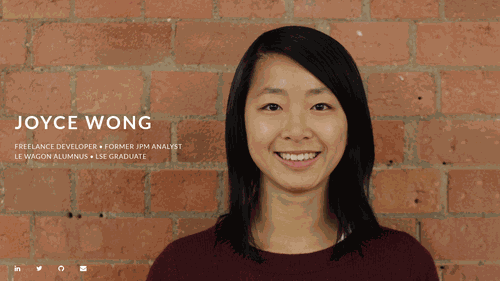 JOYCE WONG
FREELANCE DEVELOPER • FORMER JPM ANALYST
LE WAGON ALUMNUS • LSE GRADUATE